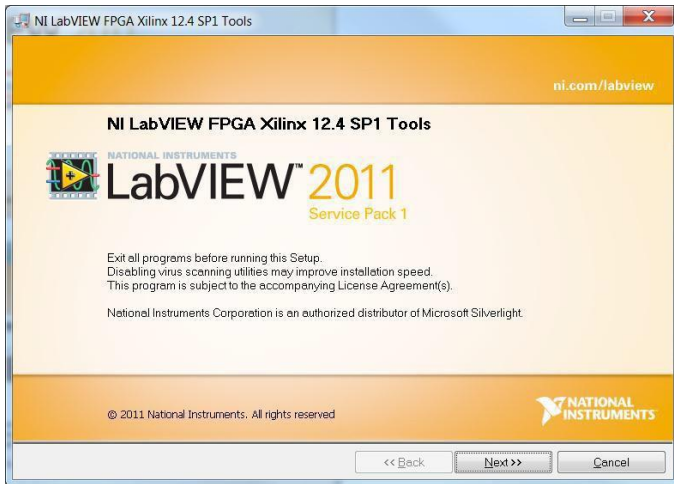 NI LabVIEW FPGA Xilinx 12.4 SP1 Tools
ni.com/labview
NI LabVIEW FPGA Xilinx 12.4 SP1 Tools
NATIONAL INSTRUMENTS
LabVIEW™ 2011
Service Pack 1
Exit all programs before running this Setup.
Disabling virus scanning utilities may improve installation speed.
This program is subject to the accompanying License Agreement(s).
National Instruments Corporation is an authorized distributor of Microsoft Silverlight.
© 2011 National Instruments. All rights reserved
NATIONAL
INSTRUMENTS
<< Back
Next >>
Cancel